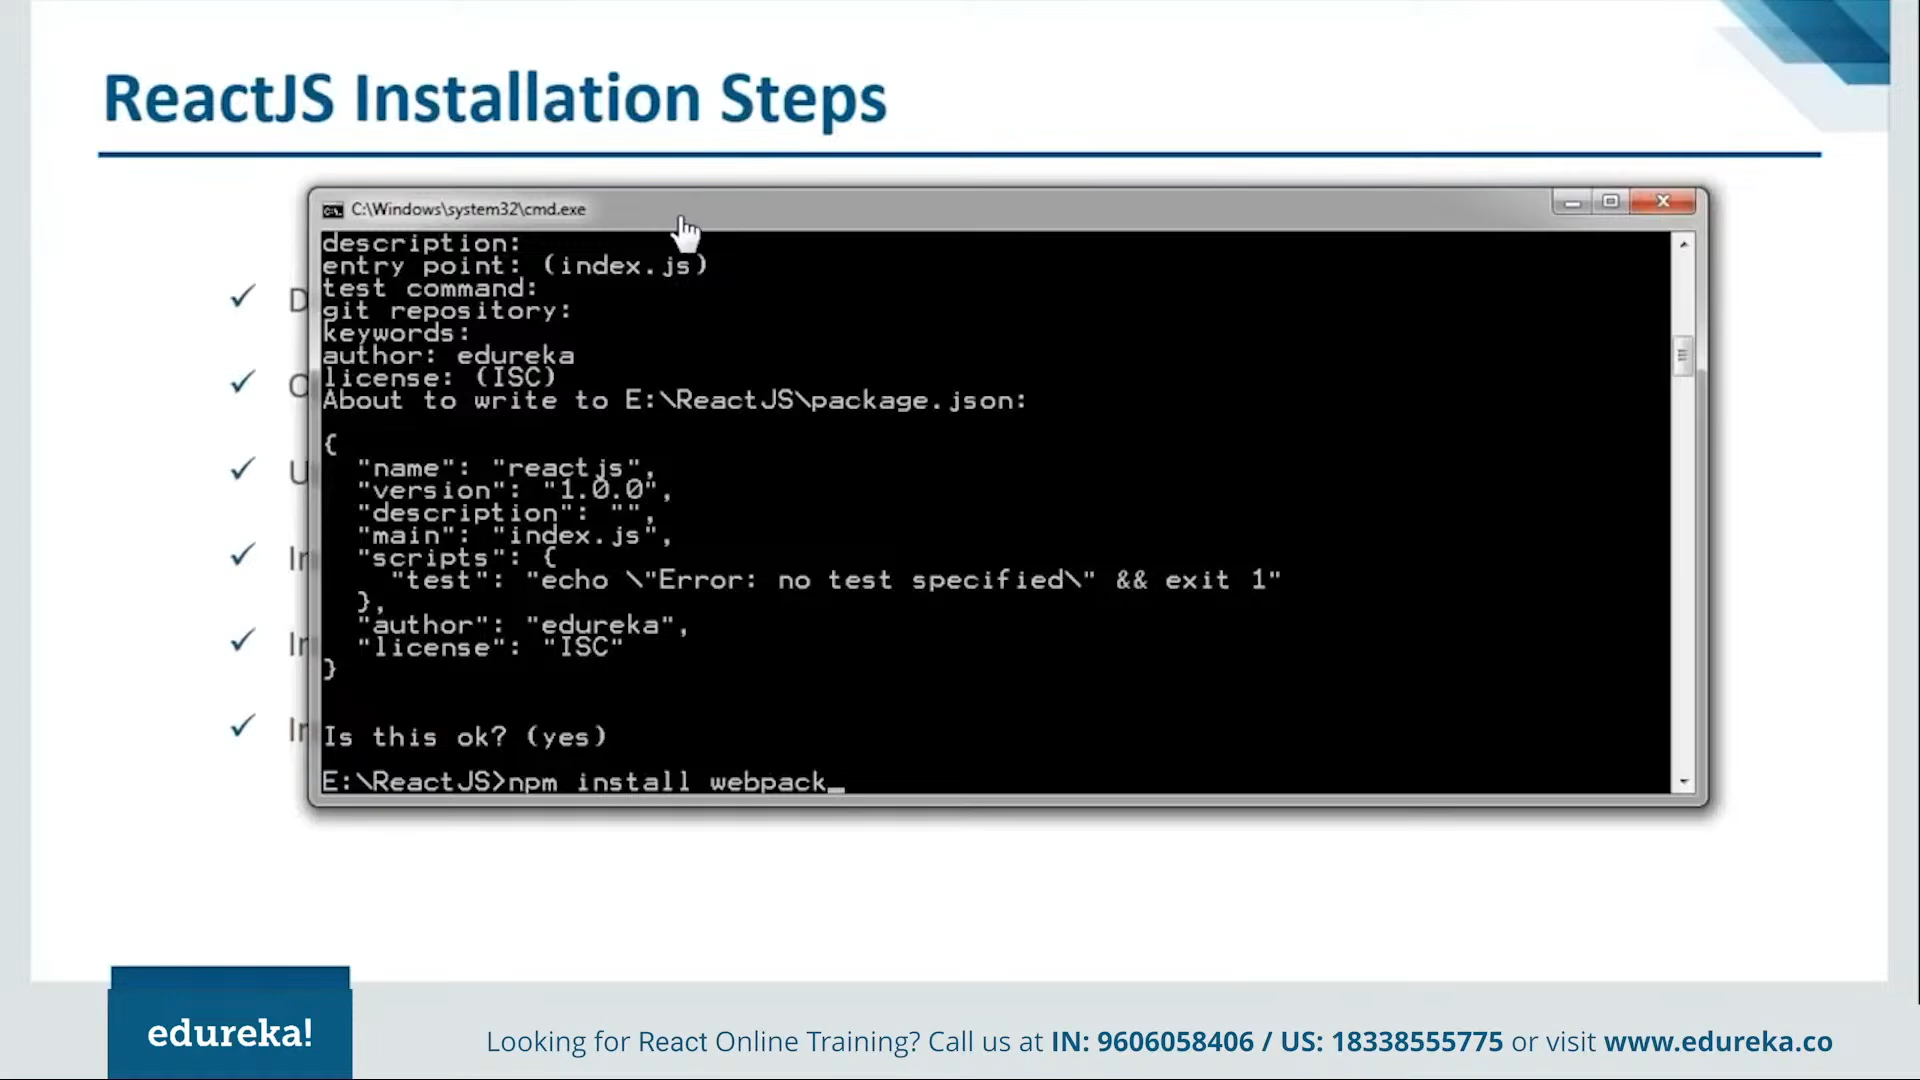 ReactJS Installation Steps
C:\Windows\system32\cmd.exe
description:
entry point: (index.js)
test command:
git repository:
keywords:
author: edureka
license: (ISC)
About to write to E:\ReactJS\package.json:
{
"name": "reactjs",
"version": "1.0.0",
"description": "",
"main": "index.js",
"scripts": {
"test": "echo \"Error: no test specified\" && exit 1"
},
"author": "edureka",
"license": "ISC"
}
Is this ok? (yes)
E:\ReactJS>npm install webpack_
edureka!
Looking for React Online Training? Call us at IN: 9606058406 / US: 18338555775 or visit www.edureka.co